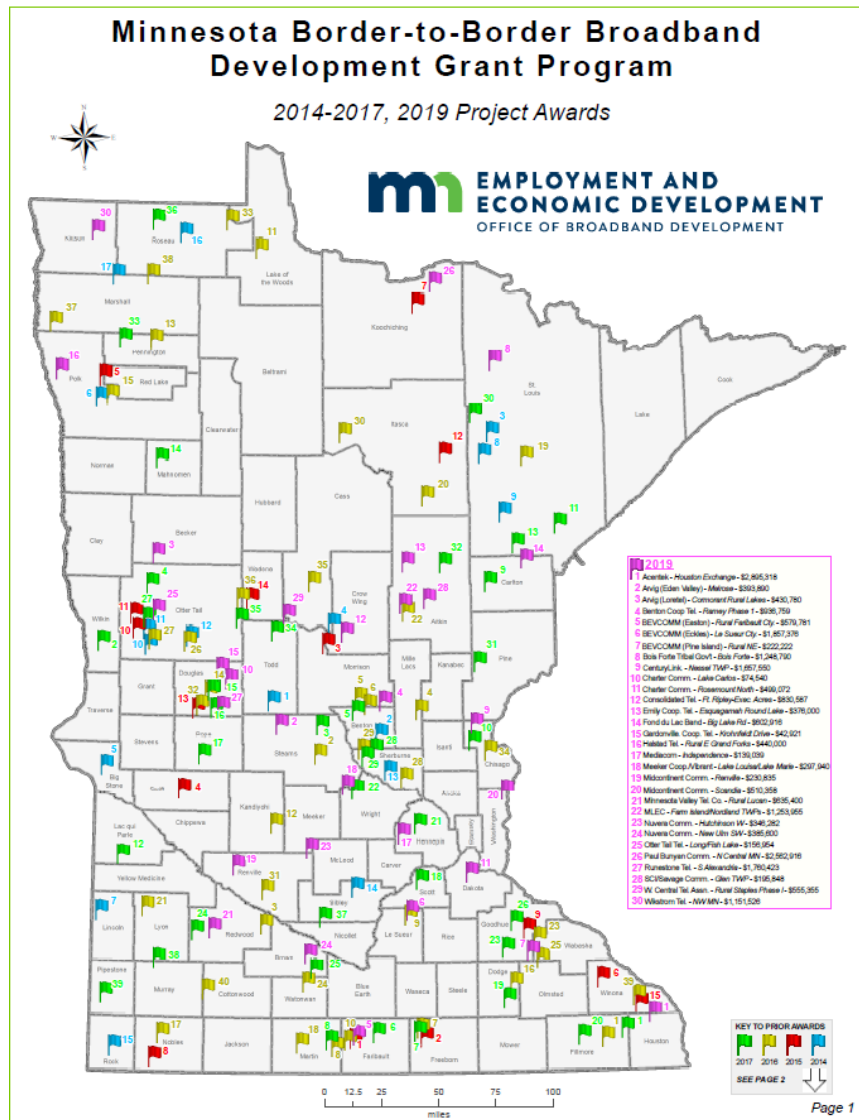 Minnesota Border-to-Border Broadband
Development Grant Program
2014-2017, 2019 Project Awards
N
W
E
S
mn EMPLOYMENT AND
ECONOMIC DEVELOPMENT
OFFICE OF BROADBAND DEVELOPMENT
Kittson
Roseau
Lake of
the Woods
Marshall
Koochiching
Pennington
Polk
Red Lake
Beltrami
St.
Louis
Cook
Lake
Clearwater
Itasca
Norman
Mahnomen
Hubbard
Cass
Clay
Becker
Wadena
Crow
Wing
Aitkin
Carlton
Wilkin
Otter Tail
Todd
Morrison
Mille
Lacs
Kanabec
Pine
Grant
Douglas
Traverse
Stevens
Pope
Stearns
Benton
Sherburne
Isanti
Chisago
Big
Stone
Swift
Kandiyohi
Meeker
Wright
Anoka
Hennepin
Ramsey
Washington
Chippewa
Lac qui
Parle
Yellow Medicine
Renville
McLeod
Carver
Scott
Dakota
Sibley
Lincoln
Lyon
Redwood
Nicollet
Le Sueur
Rice
Goodhue
Wabasha
Brown
Pipestone
Murray
Cottonwood
Watonwan
Blue
Earth
Waseca
Steele
Dodge
Olmsted
Winona
Rock
Nobles
Jackson
Martin
Faribault
Freeborn
Mower
Fillmore
Houston
2019
1 Acentek - Houston Exchange - $2,895,318
2 Arvig (Eden Valley) - Melrose - $393,890
3 Arvig (Loretel) - Cormorant Rural Lakes - $430,780
4 Benton Coop Tel. - Ramey Phase 1 - $936,759
5 BEVCOMM (Easton) - Rural Faribault Cty - $579,781
6 BEVCOMM (Eckles) - Le Sueur Cty - $1,857,376
7 BEVCOMM (Pine Island) - Rural NE - $222,222
8 Bois Forte Tribal Gov't - Bois Forte - $1,248,790
9 CenturyLink. - Nessel TWP - $1,657,550
10 Charter Comm. - Lake Carlos - $74,540
11 Charter Comm. - Rosemount North - $499,072
12 Consolidated Tel. - Ft. Ripley-Evac. Acres - $830,587
13 Emily Coop. Tel. - Esquagamah Round Lake - $376,000
14 Fond du Lac Band - Big Lake Rd - $602,916
15 Gardonville. Coop. Tel. - Krohnfeldt Drive - $42,921
16 Halstad Tel. - Rural E Grand Forks - $440,000
17 Mediacom - Independence - $139,039
18 Meeker Coop./Vibrant - Lake Louisa/Lake Marie - $297,940
19 Midcontinent Comm. - Renville - $230,835
20 Midcontinent Comm. - Scandia - $510,358
21 Minnesota Valley Tel. Co. - Rural Lucan - $635,400
22 MLEC - Farm Island/Nordland TWPs - $1,253,955
23 Nuvera Comm. - Hutchinson W - $346,282
24 Nuvera Comm. - New Ulm SW - $385,600
25 Otter Tail Tel. - Long/Fish Lake - $156,954
26 Paul Bunyan Comm. - N Central MN - $2,562,916
27 Runestone Tel. - S Alexandria - $1,760,423
28 SCI/Savage Comm. - Glen TWP - $195,848
29 W. Central Tel. Assn. - Rural Staples Phase I - $555,355
30 Wikstrom Tel. - NW MN - $1,151,526
KEY TO PRIOR AWARDS
2017 2016 2015 2014
SEE PAGE 2
0 12.5 25 50 75 100
miles
Page 1